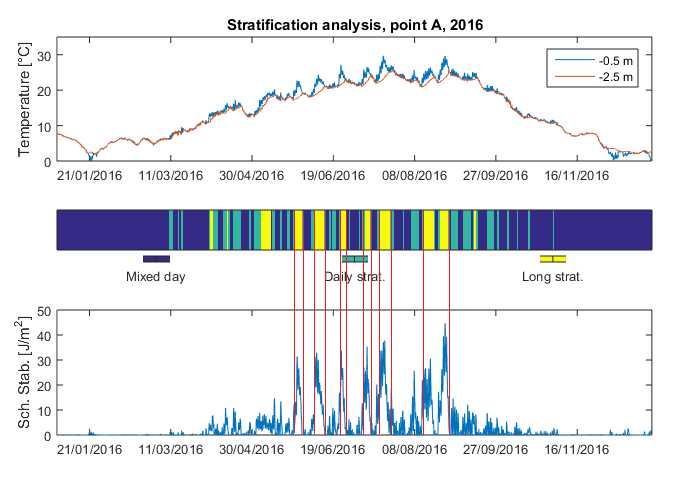 Stratification analysis, point A, 2016
Temperature [°C]
30
20
10
0
-0.5 m
-2.5 m
21/01/2016 11/03/2016 30/04/2016 19/06/2016 08/08/2016 27/09/2016 16/11/2016
Mixed day Daily strat. Long strat.
Sch. Stab. [J/m²]
50
40
30
20
10
0
21/01/2016 11/03/2016 30/04/2016 19/06/2016 08/08/2016 27/09/2016 16/11/2016